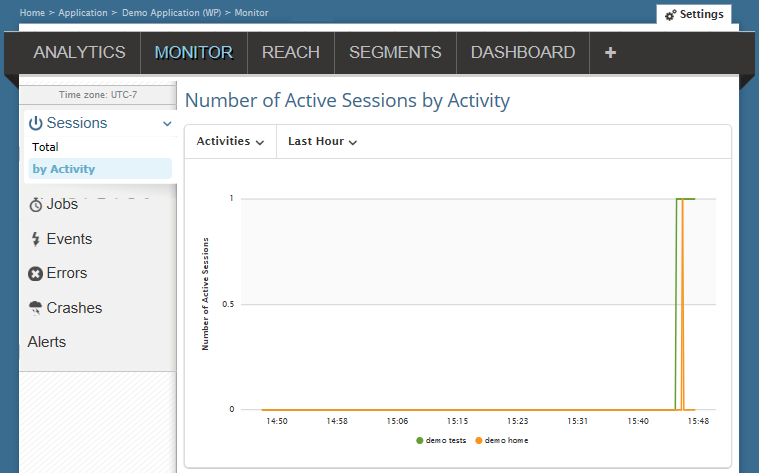 Home > Application > Demo Application (WP) > Monitor
Settings
ANALYTICS MONITOR REACH SEGMENTS DASHBOARD +
Time zone: UTC-7
Sessions
Total
by Activity
Jobs
Events
Errors
Crashes
Alerts
Number of Active Sessions by Activity
Activities Last Hour
Number of Active Sessions
1
0.5
0
14:50 14:58 15:06 15:15 15:23 15:31 15:40 15:48
demo tests demo home